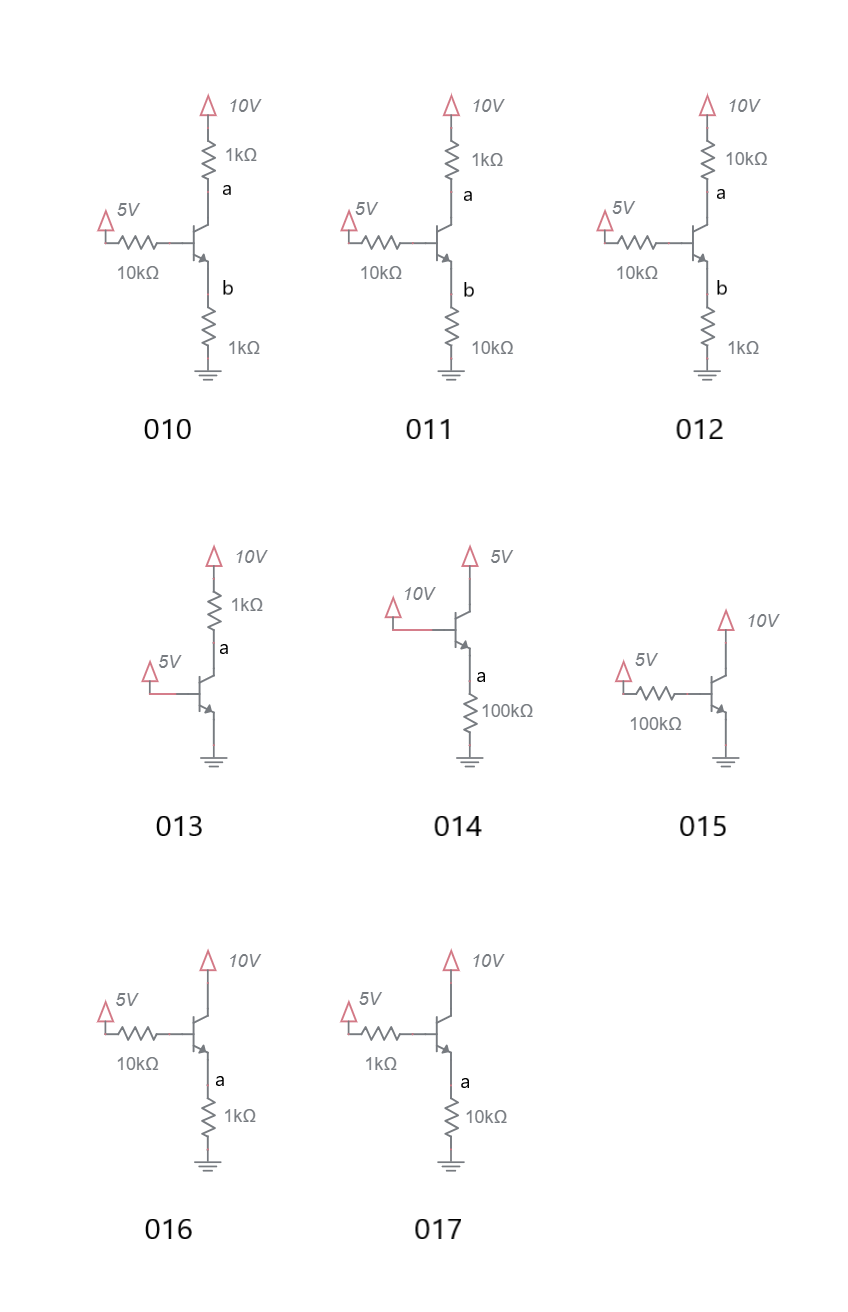 10V 10V 10V
1kΩ 1kΩ 10kΩ
a a a
5V 5V 5V
10kΩ 10kΩ 10kΩ
b b b
1kΩ 10kΩ 1kΩ
010 011 012
10V 5V
1kΩ 10V 10V
a
5V a 5V
100kΩ 100kΩ
013 014 015
10V 10V
5V 5V
10kΩ 1kΩ
a a
1kΩ 10kΩ
016 017